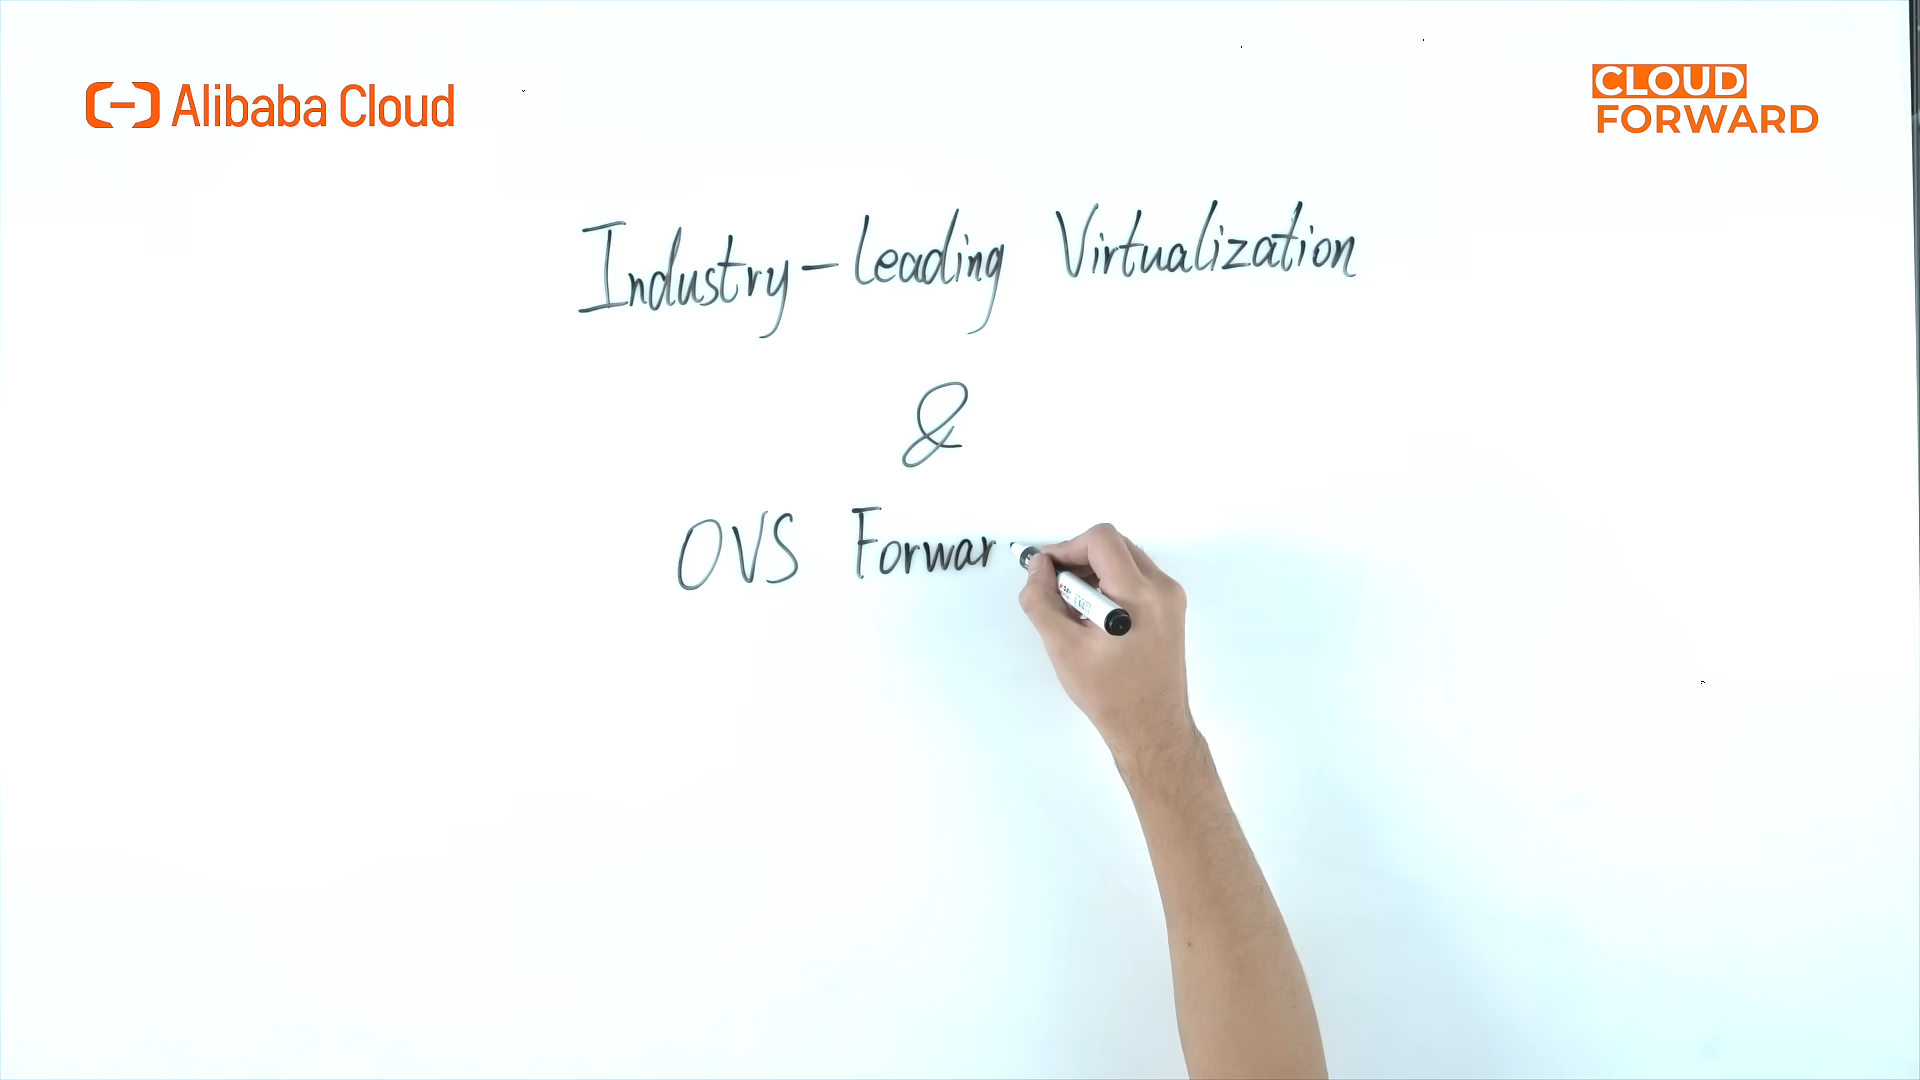 Alibaba Cloud
CLOUD
FORWARD
Industry-Leading Virtualization
&
OVS Forwar